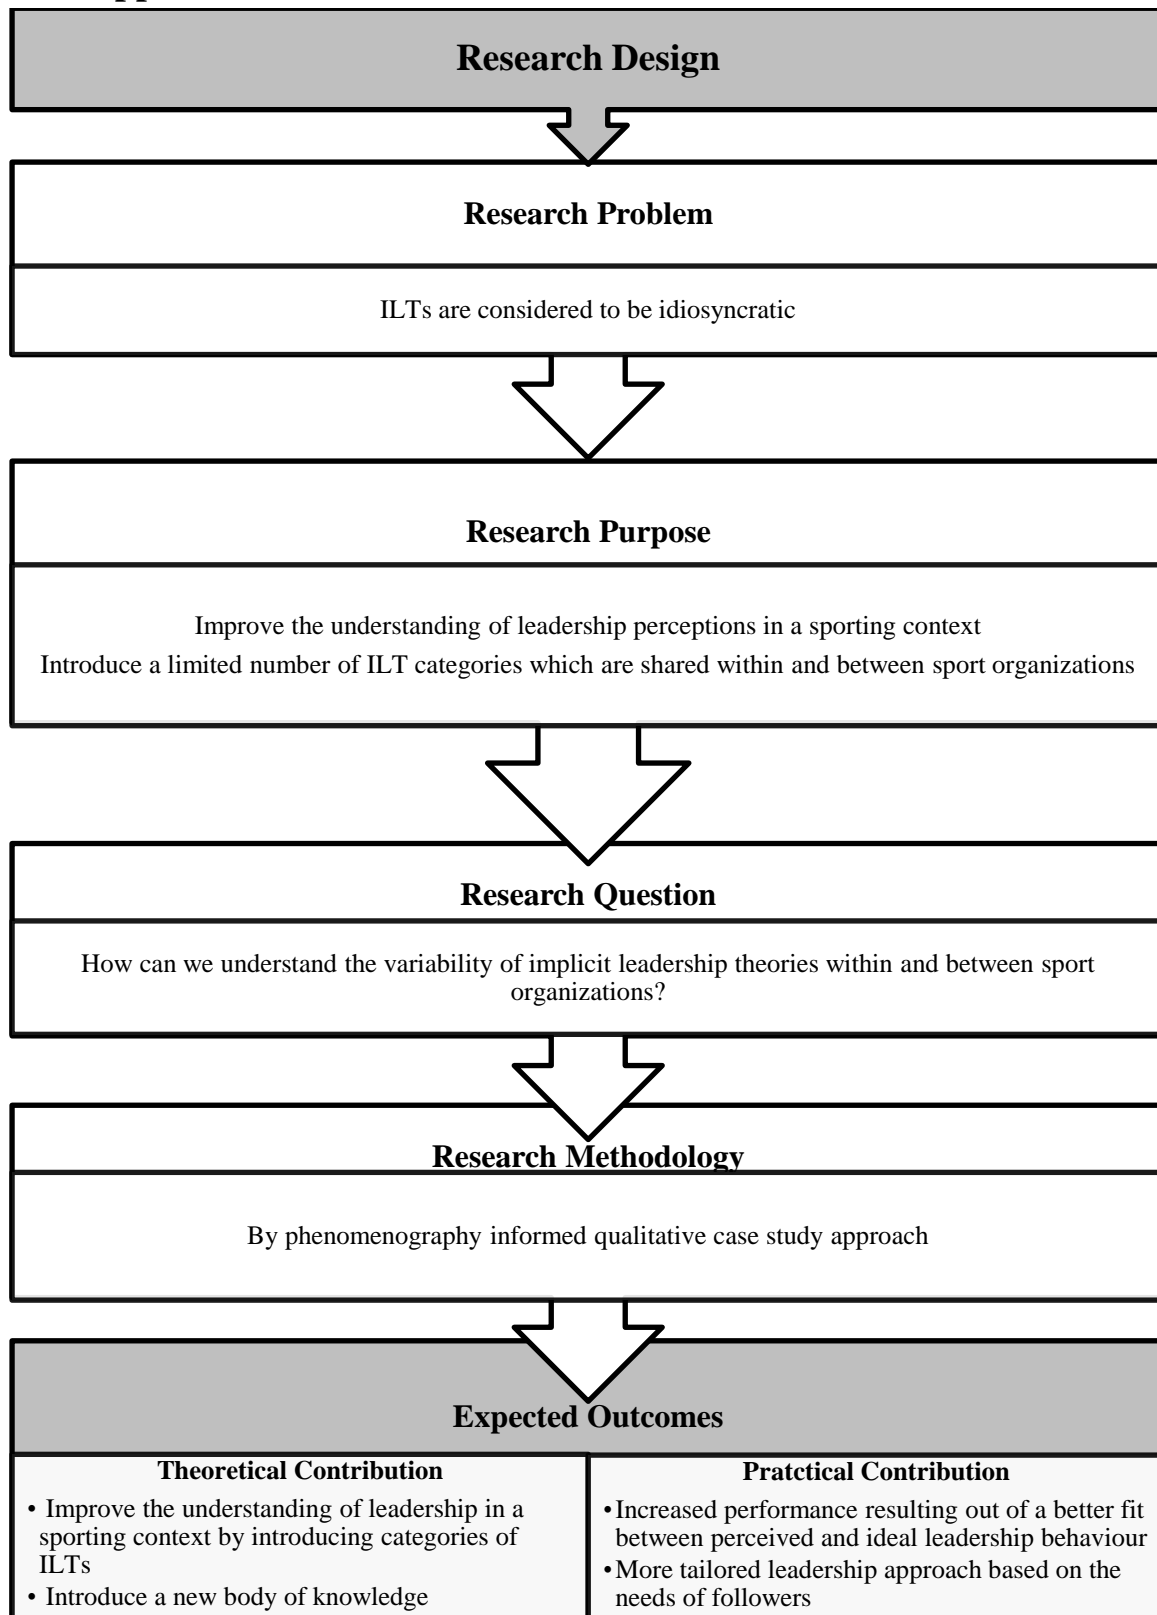 Research Design
Research Problem
ILTs are considered to be idiosyncratic
Research Purpose
Improve the understanding of leadership perceptions in a sporting context
Introduce a limited number of ILT categories which are shared within and between sport organizations
Research Question
How can we understand the variability of implicit leadership theories within and between sport
organizations?
Research Methodology
By phenomenography informed qualitative case study approach
Expected Outcomes
Theoretical Contribution
• Improve the understanding of leadership in a
sporting context by introducing categories of
ILTs
• Introduce a new body of knowledge
Pratctical Contribution
• Increased performance resulting out of a better fit
between perceived and ideal leadership behaviour
• More tailored leadership approach based on the
needs of followers